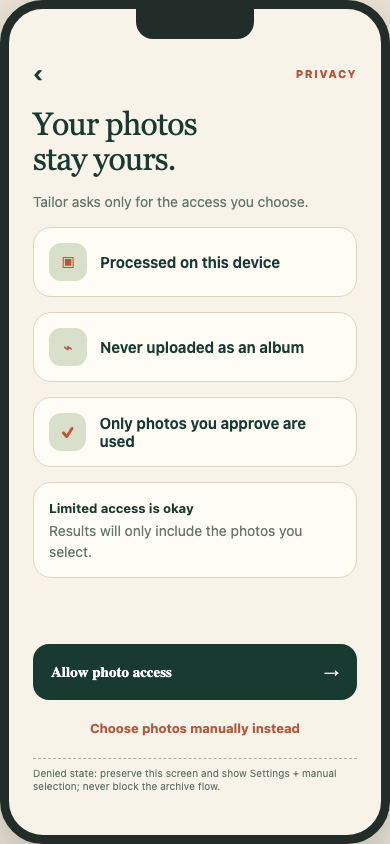 PRIVACY
Your photos
stay yours.
Tailor asks only for the access you choose.
Processed on this device
Never uploaded as an album
Only photos you approve are
used
Limited access is okay
Results will only include the photos you
select.
Allow photo access →
Choose photos manually instead
Denied state: preserve this screen and show Settings + manual
selection; never block the archive flow.